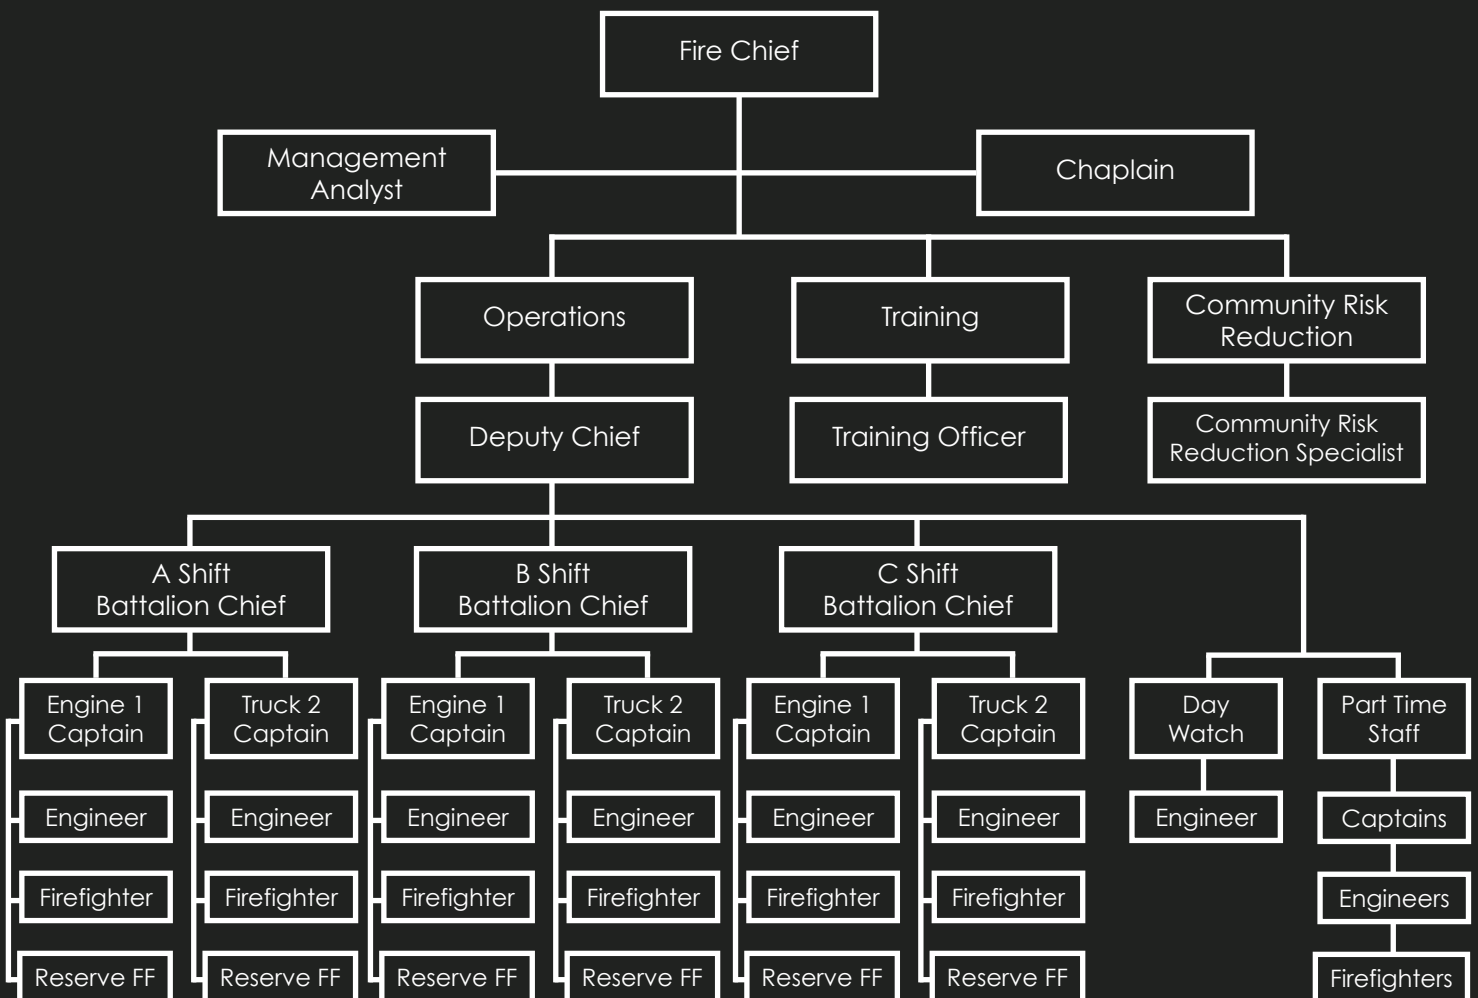 Fire Chief
Management
Analyst
Chaplain
Operations
Training
Community Risk
Reduction
Deputy Chief
Training Officer
Community Risk
Reduction Specialist
A Shift
Battalion Chief
B Shift
Battalion Chief
C Shift
Battalion Chief
Engine 1
Captain
Truck 2
Captain
Engine 1
Captain
Truck 2
Captain
Engine 1
Captain
Truck 2
Captain
Day
Watch
Part Time
Staff
Engineer
Engineer
Engineer
Engineer
Engineer
Engineer
Engineer
Captains
Firefighter
Firefighter
Firefighter
Firefighter
Firefighter
Firefighter
Engineers
Reserve FF
Reserve FF
Reserve FF
Reserve FF
Reserve FF
Reserve FF
Firefighters